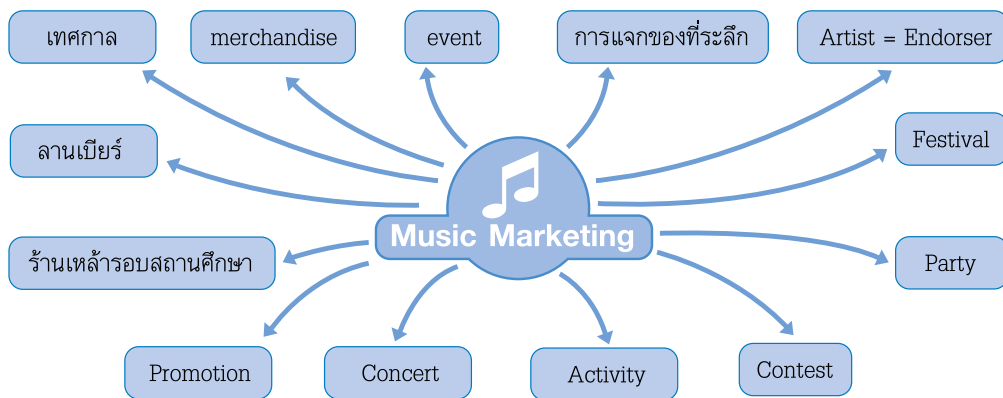 เทศกาล
merchandise
event
การแจกของที่ระลึก
Artist = Endorser
ลานเบียร์
Festival
Music Marketing
ร้านเหล้ารอบสถานศึกษา
Party
Promotion
Concert
Activity
Contest